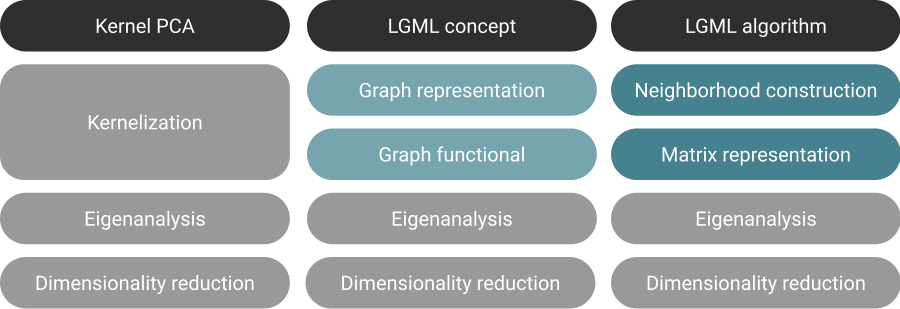 Kernel PCA
LGML concept
LGML algorithm
Kernelization
Graph representation
Neighborhood construction
Graph functional
Matrix representation
Eigenanalysis
Eigenanalysis
Eigenanalysis
Dimensionality reduction
Dimensionality reduction
Dimensionality reduction